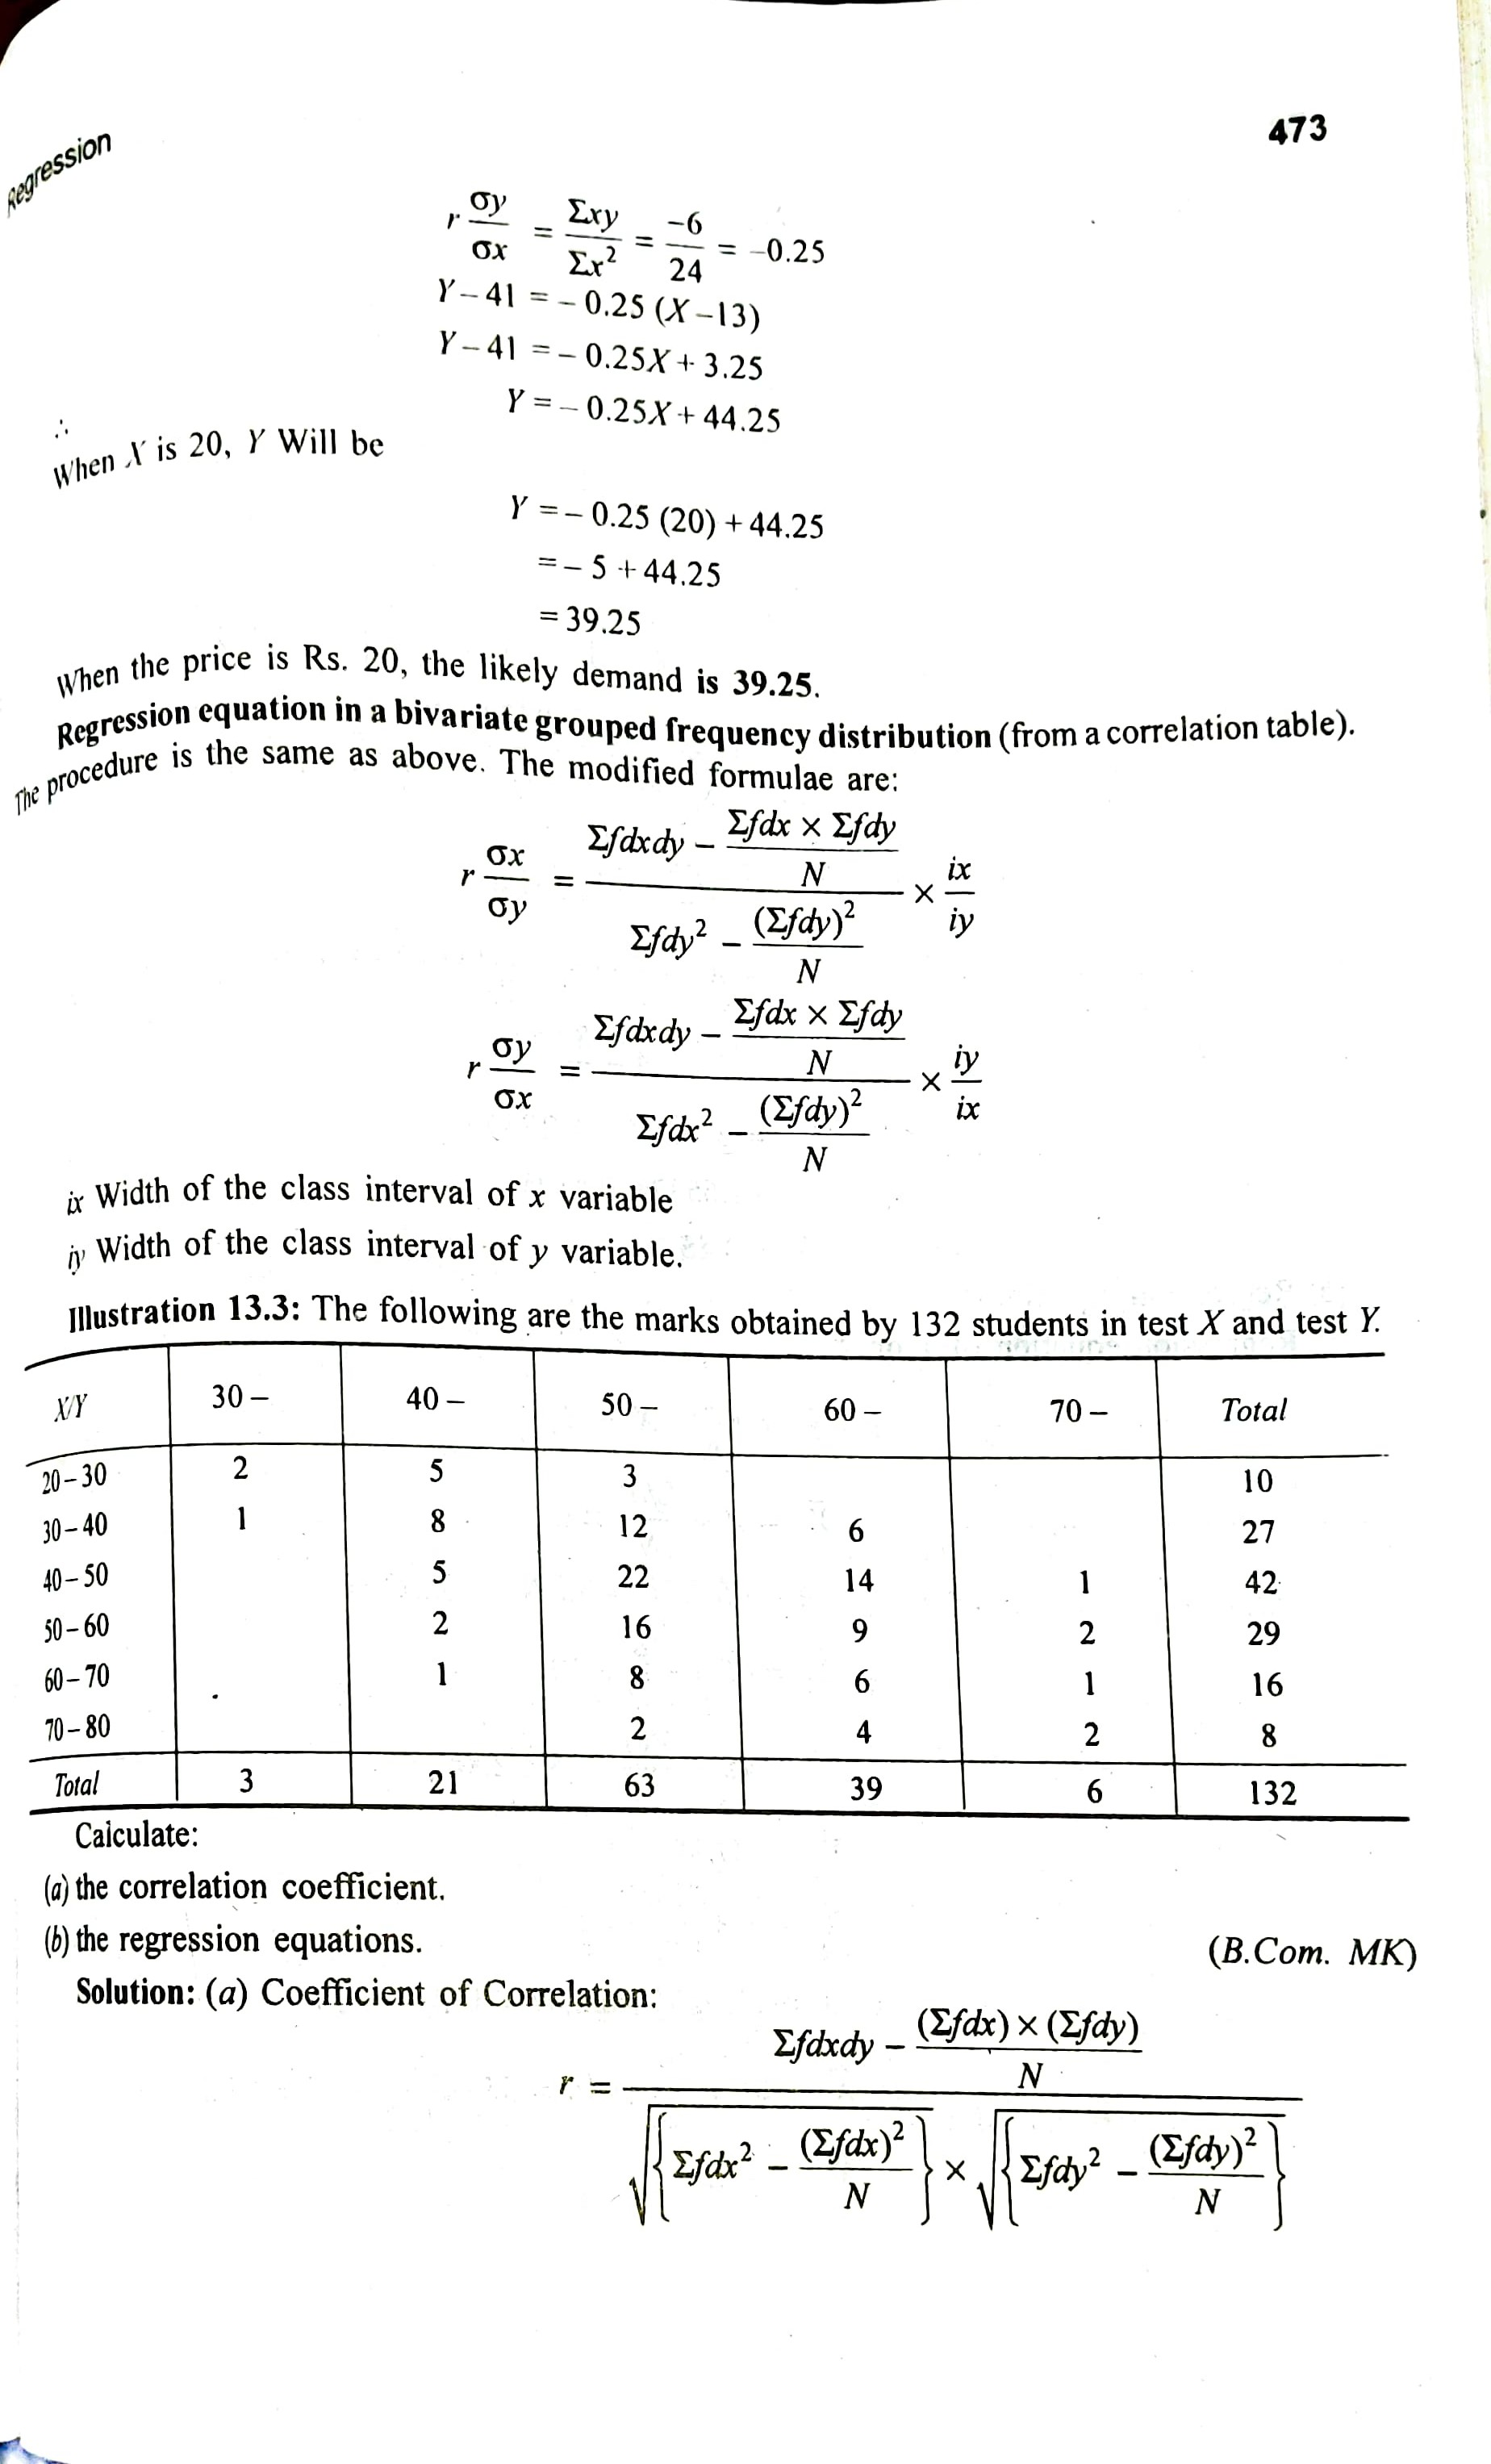 Regression
473
r σy/σx = Σxy/Σx² = −6/24 = −0.25
Y − 41 = − 0.25 (X − 13)
Y − 41 = − 0.25X + 3.25
∴ Y = − 0.25X + 44.25
When X is 20, Y Will be
Y = − 0.25 (20) + 44.25
= − 5 + 44.25
= 39.25
When the price is Rs. 20, the likely demand is 39.25.
Regression equation in a bivariate grouped frequency distribution (from a correlation table).
The procedure is the same as above. The modified formulae are:
r σx/σy = (Σfdxdy − (Σfdx × Σfdy)/N) / (Σfdy² − (Σfdy)²/N) × ix/iy
r σy/σx = (Σfdxdy − (Σfdx × Σfdy)/N) / (Σfdx² − (Σfdy)²/N) × iy/ix
ix Width of the class interval of x variable
iy Width of the class interval of y variable.
Illustration 13.3: The following are the marks obtained by 132 students in test X and test Y.
X/Y 30 – 40 – 50 – 60 – 70 – Total
20 – 30 2 5 3 10
30 – 40 1 8 12 6 27
40 – 50 5 22 14 1 42
50 – 60 2 16 9 2 29
60 – 70 1 8 6 1 16
70 – 80 2 4 2 8
Total 3 21 63 39 6 132
Calculate:
(a) the correlation coefficient.
(b) the regression equations.
(B.Com. MK)
Solution: (a) Coefficient of Correlation:
r = (Σfdxdy − ((Σfdx) × (Σfdy))/N) / (√{Σfdx² − (Σfdx)²/N} × √{Σfdy² − (Σfdy)²/N})